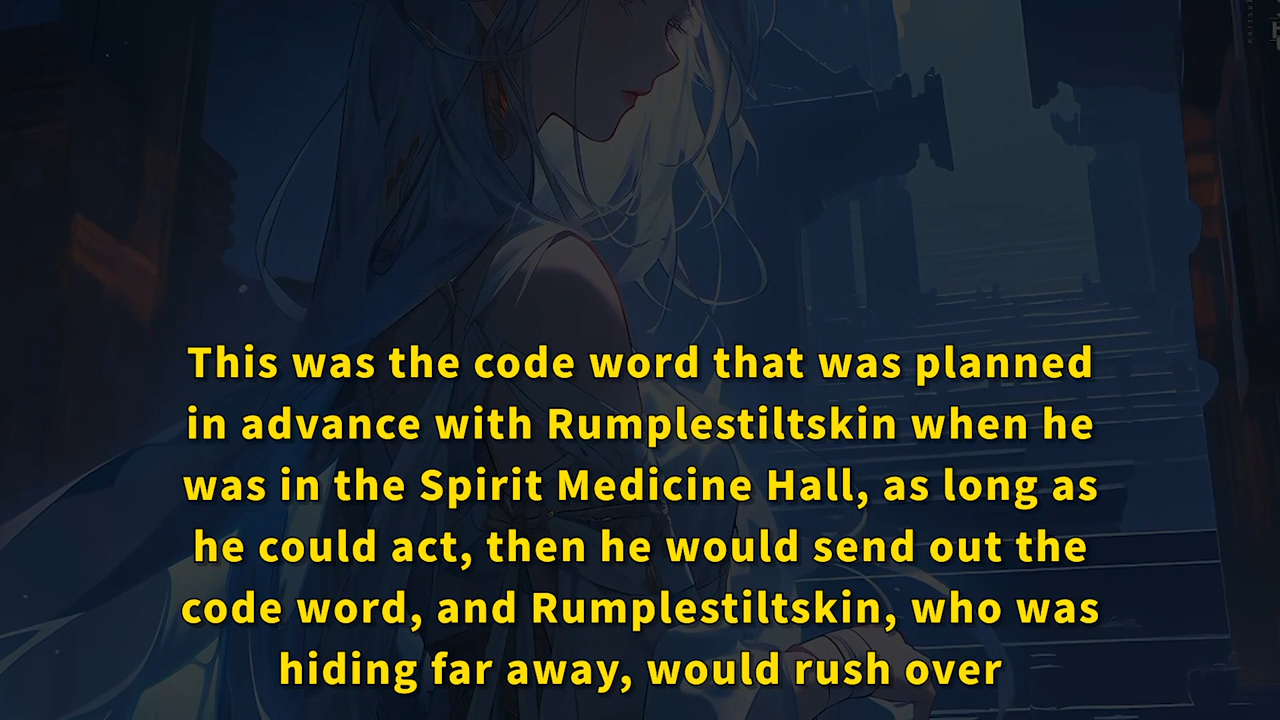 This was the code word that was planned
in advance with Rumplestiltskin when he
was in the Spirit Medicine Hall, as long as
he could act, then he would send out the
code word, and Rumplestiltskin, who was
hiding far away, would rush over